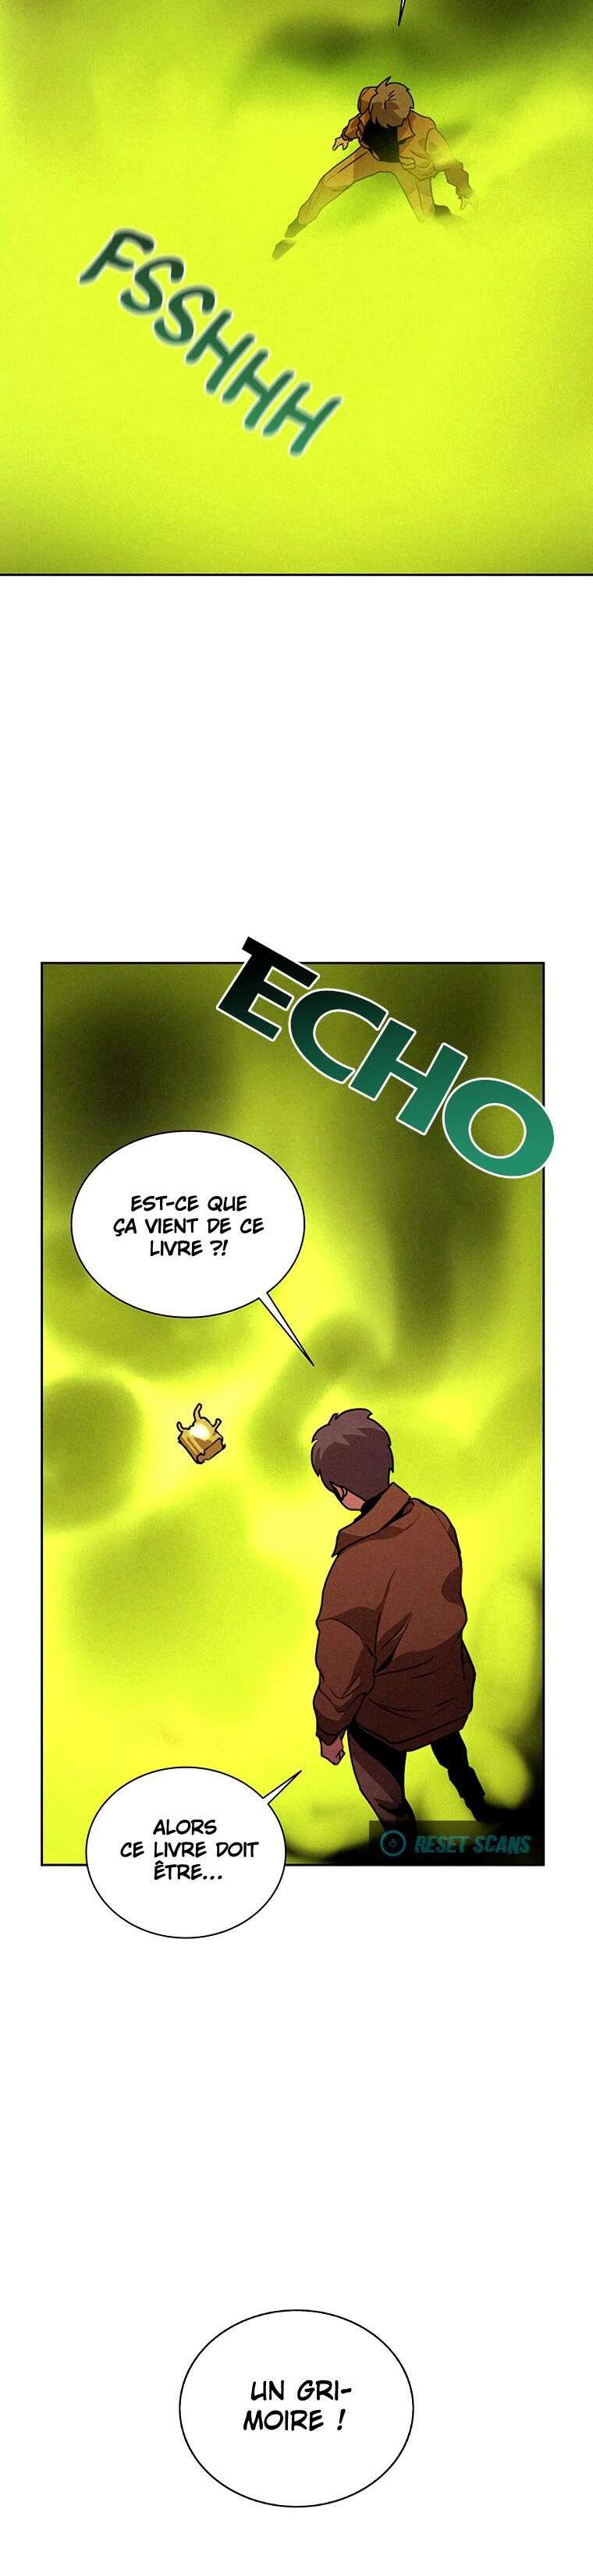 FSSHHH
ECHO
EST-CE QUE
ÇA VIENT DE CE
LIVRE ?!
ALORS
CE LIVRE DOIT
ÊTRE...
RESET SCANS
UN GRI-
MOIRE !